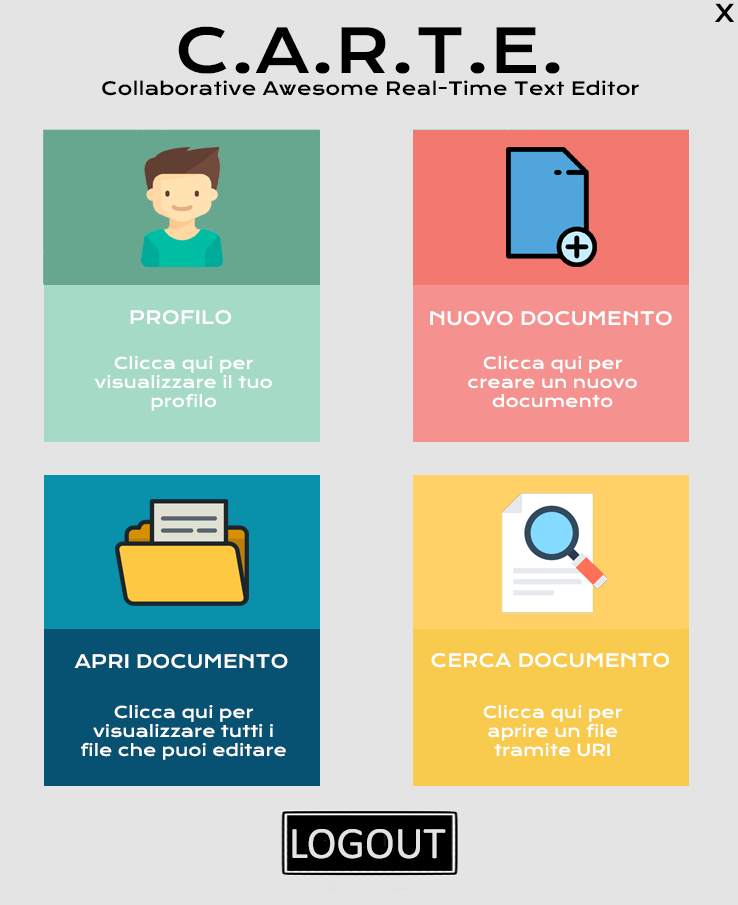 X
C.A.R.T.E.
Collaborative Awesome Real-Time Text Editor
PROFILO
Clicca qui per
visualizzare il tuo
profilo
NUOVO DOCUMENTO
Clicca qui per
creare un nuovo
documento
APRI DOCUMENTO
Clicca qui per
visualizzare tutti i
file che puoi editare
CERCA DOCUMENTO
Clicca qui per
aprire un file
tramite URI
LOGOUT